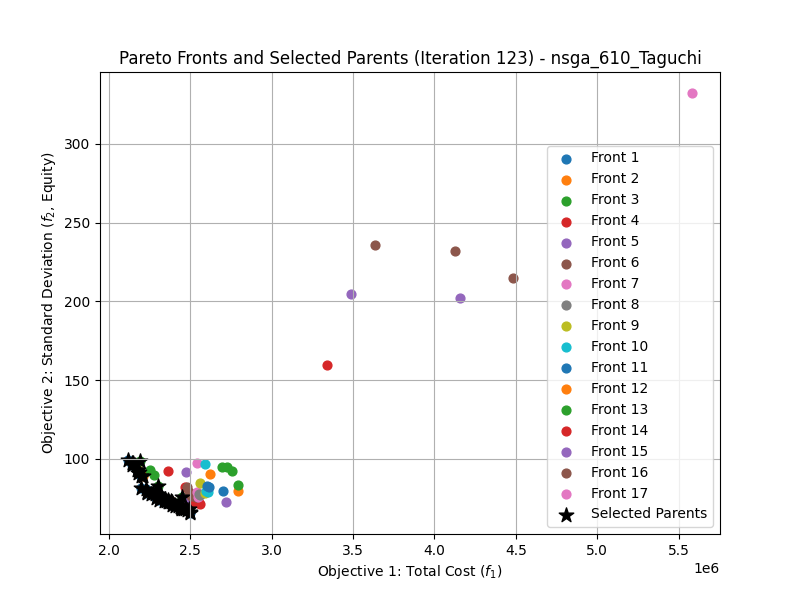 Pareto Fronts and Selected Parents (Iteration 123) - nsga_610_Taguchi
Objective 2: Standard Deviation (f₂, Equity)
300
250
200
150
100
Front 1
Front 2
Front 3
Front 4
Front 5
Front 6
Front 7
Front 8
Front 9
Front 10
Front 11
Front 12
Front 13
Front 14
Front 15
Front 16
Front 17
Selected Parents
2.0 2.5 3.0 3.5 4.0 4.5 5.0 5.5
1e6
Objective 1: Total Cost (f₁)